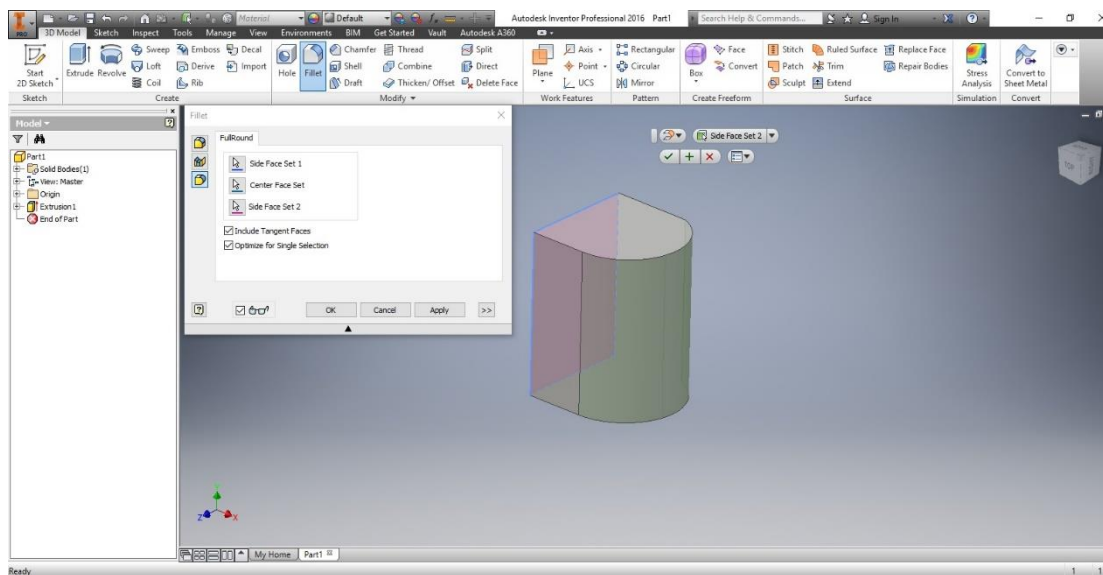 Material Default Autodesk Inventor Professional 2016 Part1 Search Help & Commands... Sign In
PRO 3D Model Sketch Inspect Tools Manage View Environments BIM Get Started Vault Autodesk A360
Sweep Emboss Decal Chamfer Thread Split Axis Rectangular Face Stitch Ruled Surface Replace Face
Loft Derive Import Shell Combine Direct Point Circular Convert Patch Trim Repair Bodies
Start 2D Sketch Extrude Revolve Coil Rib Hole Fillet Draft Thicken/ Offset Delete Face Plane UCS Mirror Box Sculpt Extend Stress Analysis Convert to Sheet Metal
Sketch Create Modify Work Features Pattern Create Freeform Surface Simulation Convert
Model
Part1
Solid Bodies(1)
View: Master
Origin
Extrusion1
End of Part
Fillet
FullRound
Side Face Set 1
Center Face Set
Side Face Set 2
Include Tangent Faces
Optimize for Single Selection
OK Cancel Apply >>
Side Face Set 2
TOP
Z X
My Home Part1
Ready 1 1